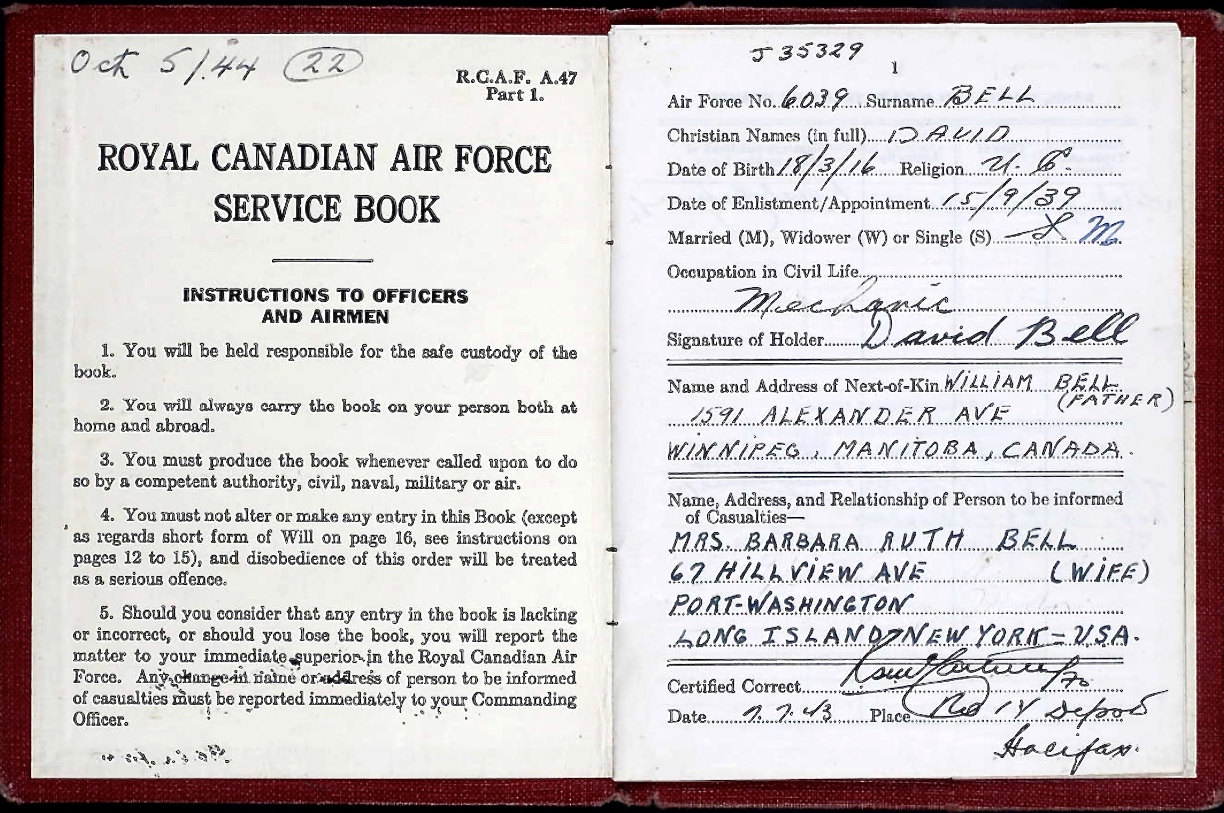 Oct 5/44 22
R.C.A.F. A.47
Part 1.
ROYAL CANADIAN AIR FORCE
SERVICE BOOK
INSTRUCTIONS TO OFFICERS
AND AIRMEN
1. You will be held responsible for the safe custody of the
book.
2. You will always carry the book on your person both at
home and abroad.
3. You must produce the book whenever called upon to do
so by a competent authority, civil, naval, military or air.
4. You must not alter or make any entry in this Book (except
as regards short form of Will on page 16, see instructions on
pages 12 to 15), and disobedience of this order will be treated
as a serious offence.
5. Should you consider that any entry in the book is lacking
or incorrect, or should you lose the book, you will report the
matter to your immediate superior in the Royal Canadian Air
Force. Any change in name or address of person to be informed
of casualties must be reported immediately to your Commanding
Officer.
J 35329
1
Air Force No. 6039 Surname BELL
Christian Names (in full) DAVID
Date of Birth 18/3/16 Religion U.C.
Date of Enlistment/Appointment 15/9/39
Married (M), Widower (W) or Single (S) S M
Occupation in Civil Life
Mechanic
Signature of Holder David Bell
Name and Address of Next-of-Kin WILLIAM BELL
(FATHER)
1591 ALEXANDER AVE
WINNIPEG, MANITOBA, CANADA.
Name, Address, and Relationship of Person to be informed
of Casualties—
MRS. BARBARA RUTH BELL
67 HILLVIEW AVE (WIFE)
PORT-WASHINGTON
LONG ISLAND, NEW YORK - U.S.A.
Certified Correct
Date 7.7.43 Place "Y" Depot
Halifax.